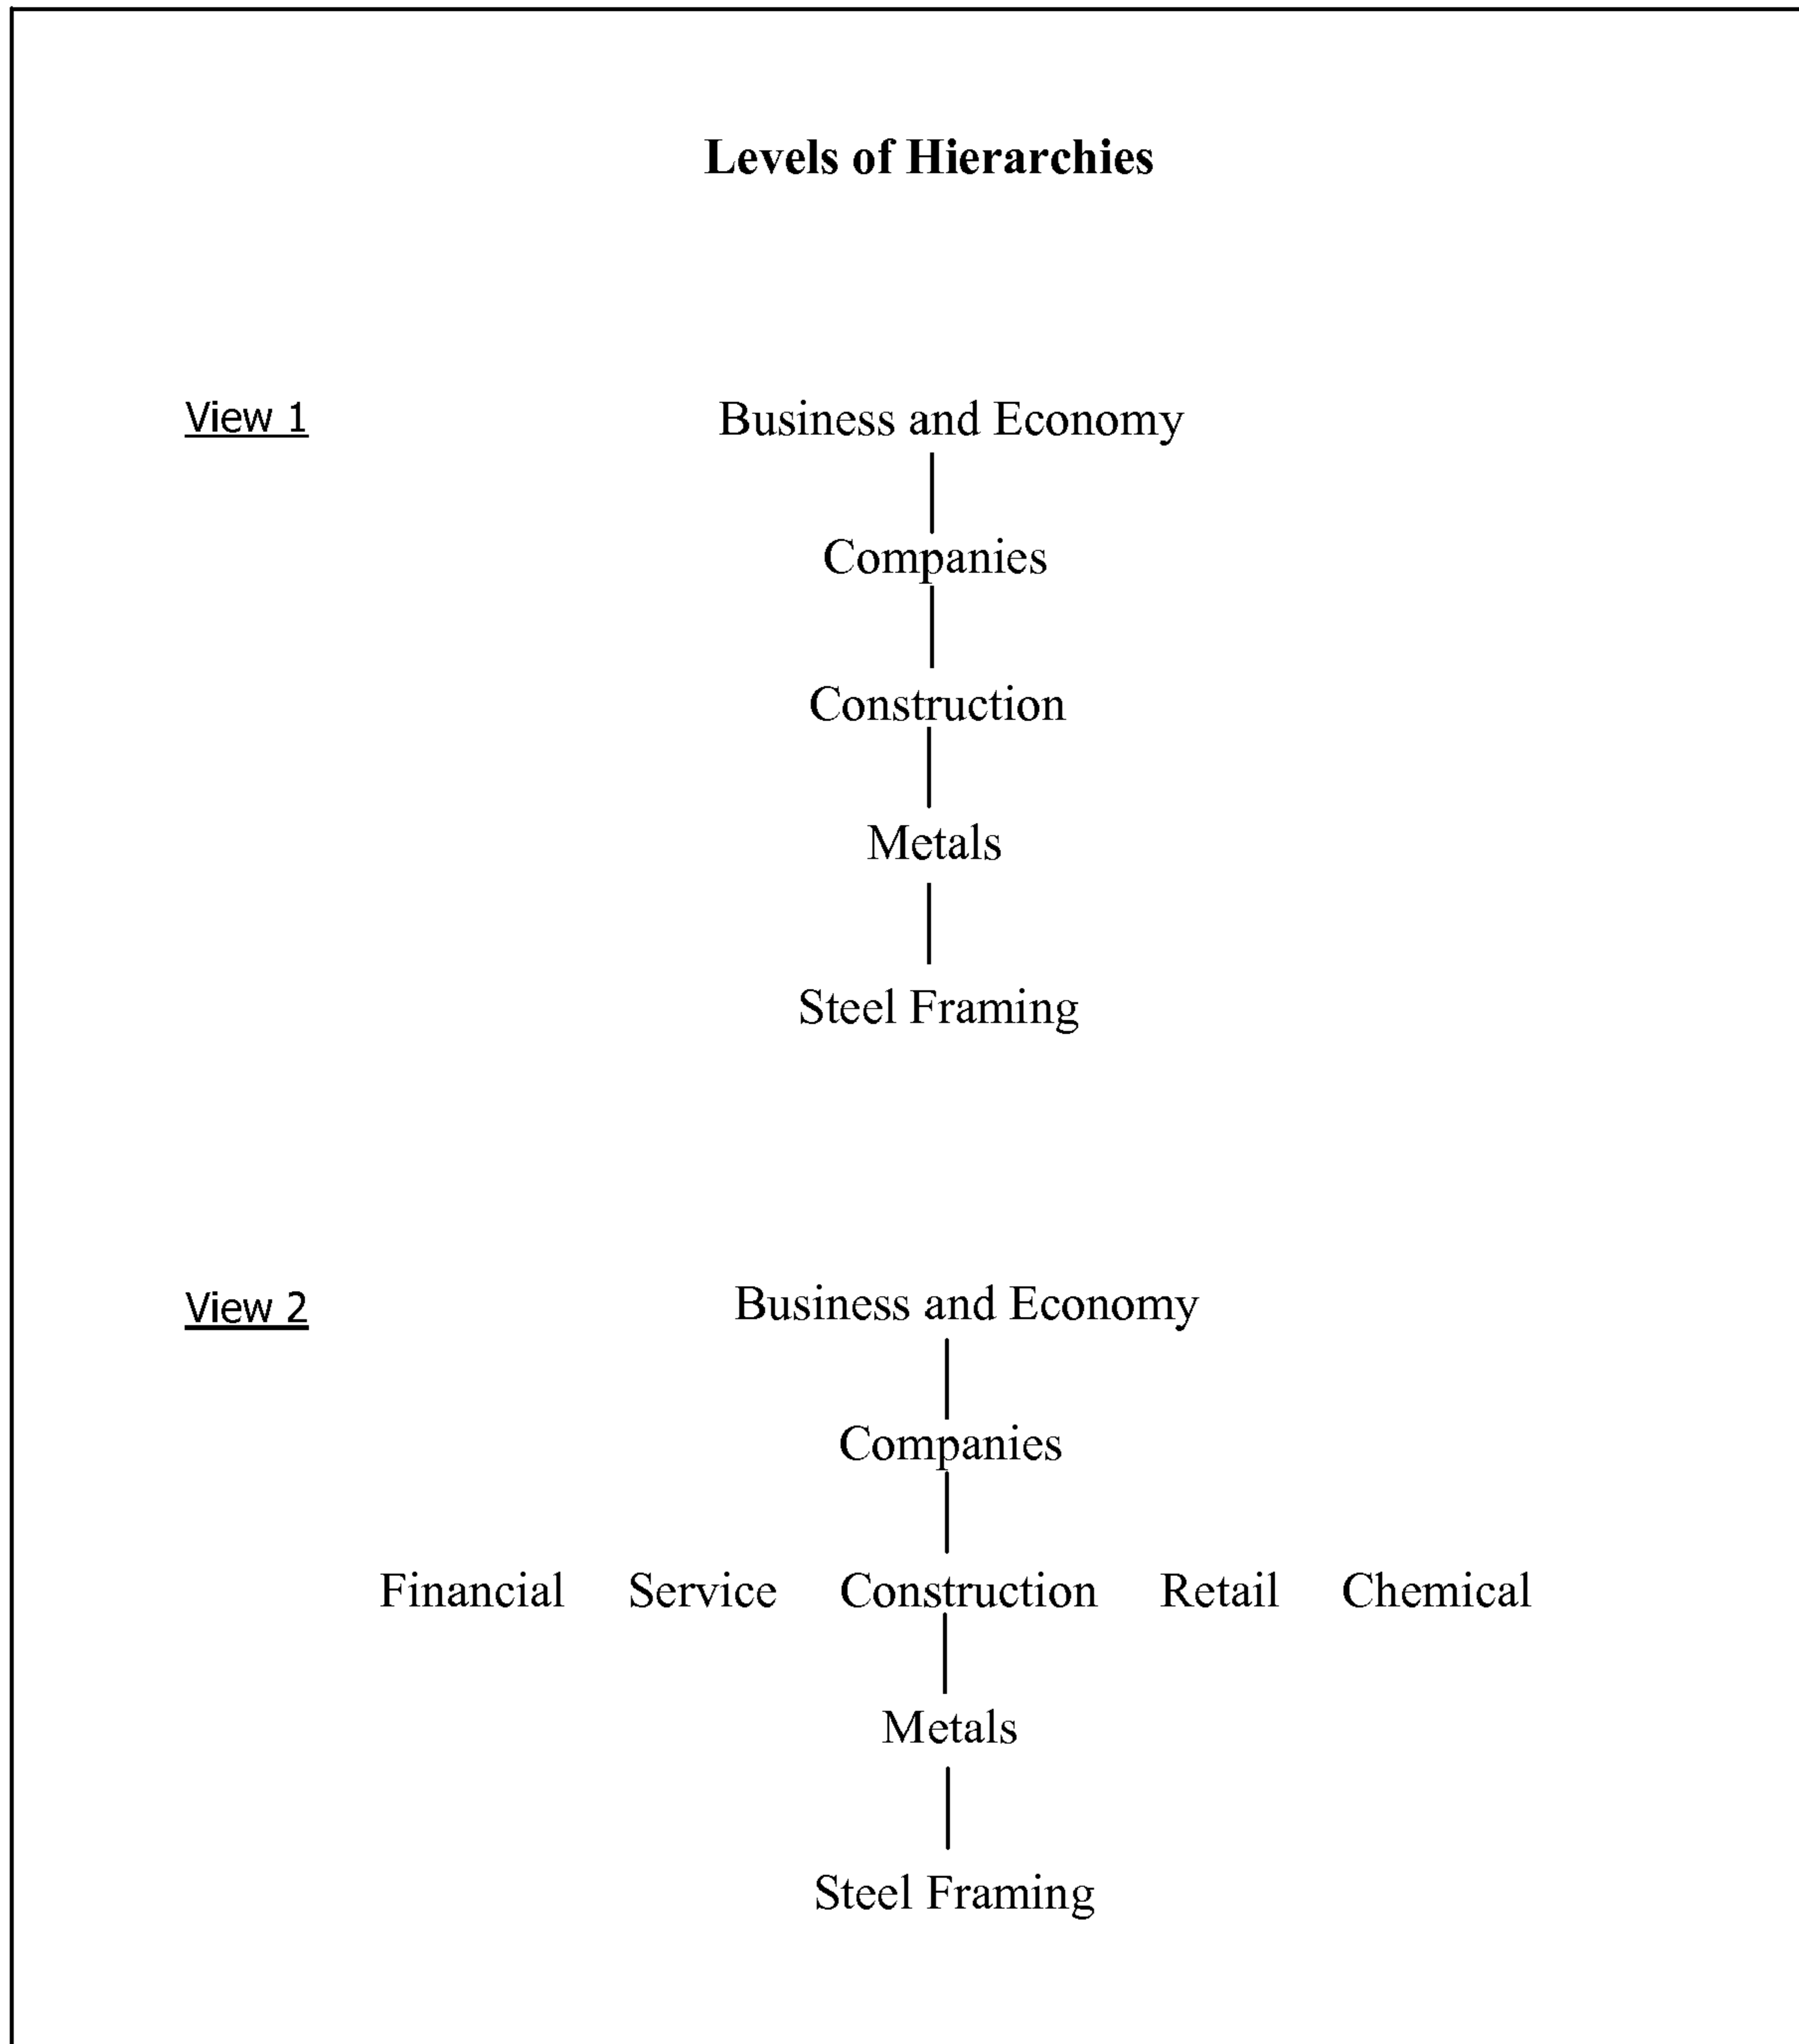 Levels of Hierarchies
View 1
Business and Economy
Companies
Construction
Metals
Steel Framing
View 2
Business and Economy
Companies
Financial Service Construction Retail Chemical
Metals
Steel Framing